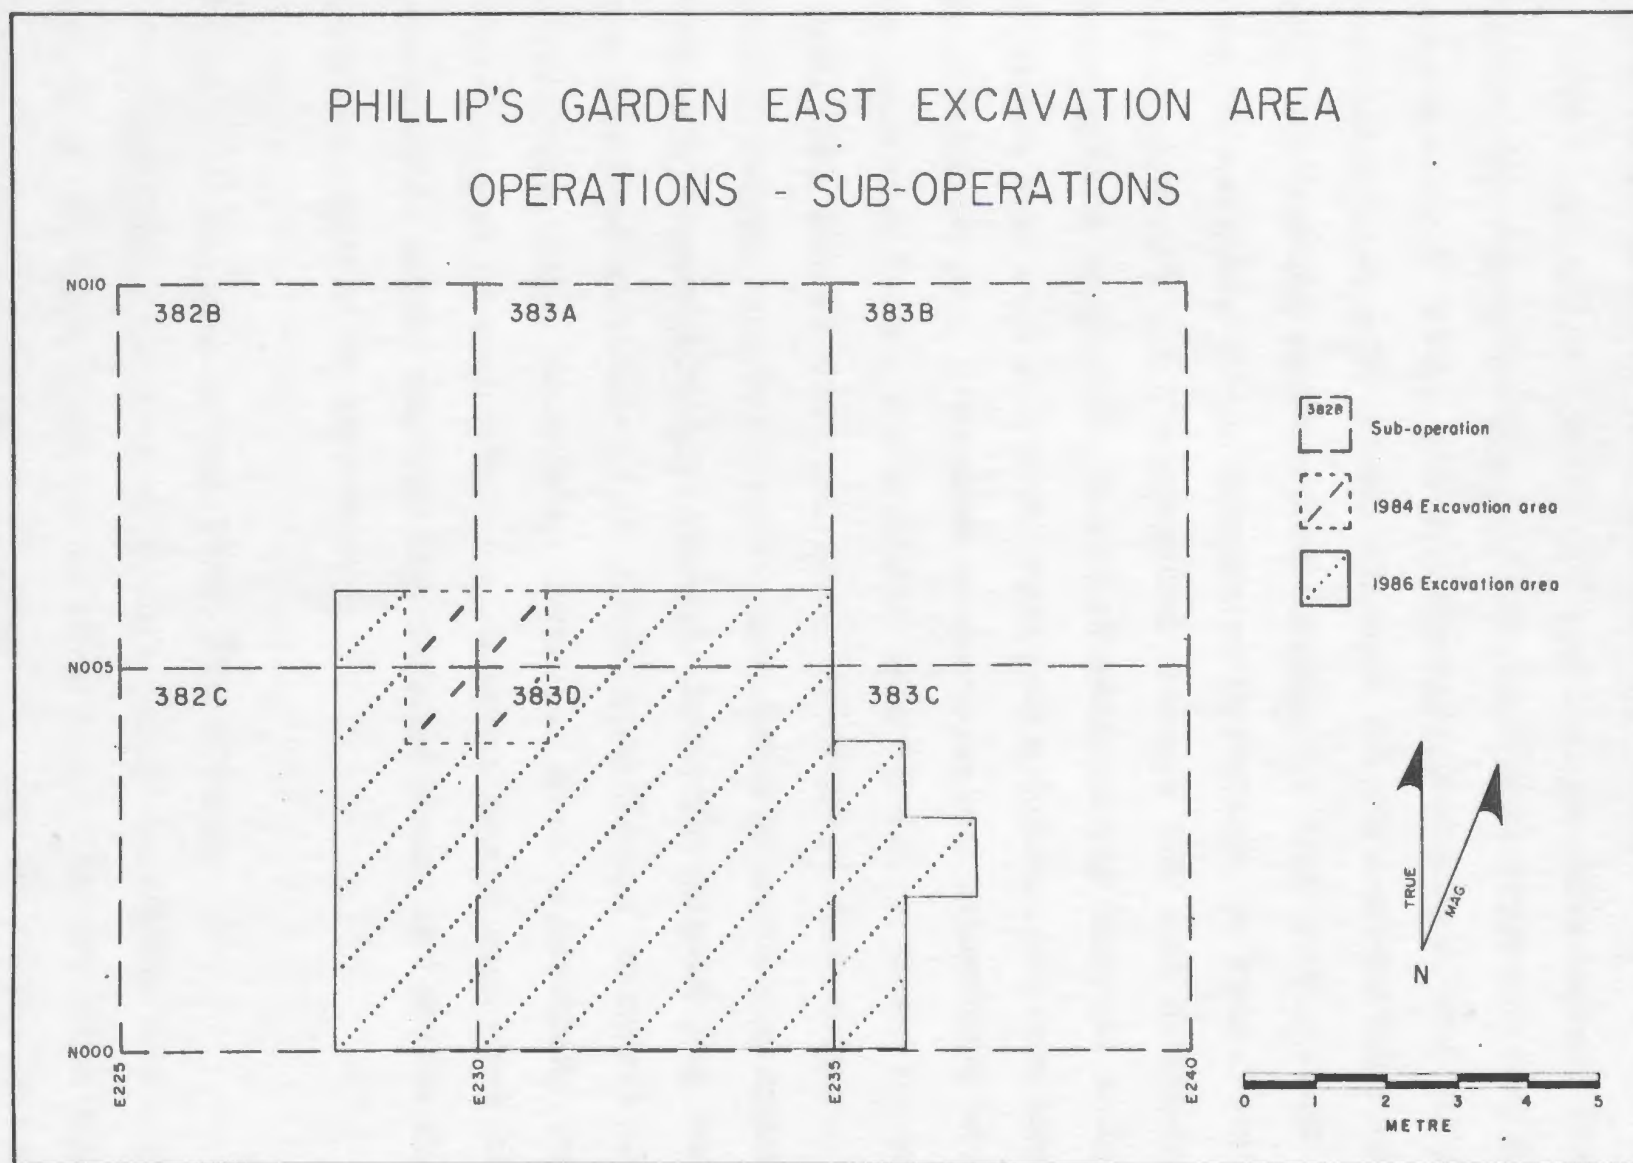 PHILLIP'S GARDEN EAST EXCAVATION AREA
OPERATIONS - SUB-OPERATIONS
N010
382B
383A
383B
382B
Sub-operation
1984 Excavation area
1986 Excavation area
N005
382C
383D
383C
TRUE
MAG
N
N000
E225
E230
E235
E240
0 1 2 3 4 5
METRE